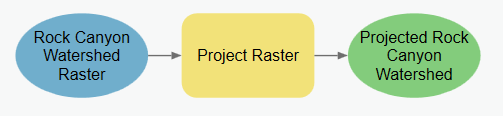 Rock Canyon
Watershed
Raster
Project Raster
Projected Rock
Canyon
Watershed